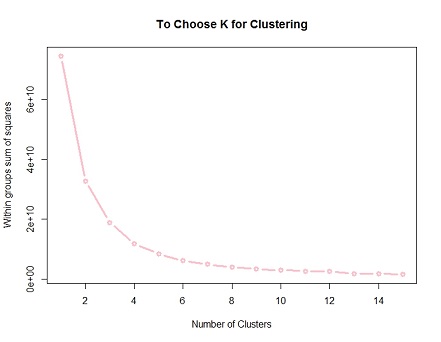 To Choose K for Clustering
Within groups sum of squares
6e+10
4e+10
2e+10
0e+00
2 4 6 8 10 12 14
Number of Clusters